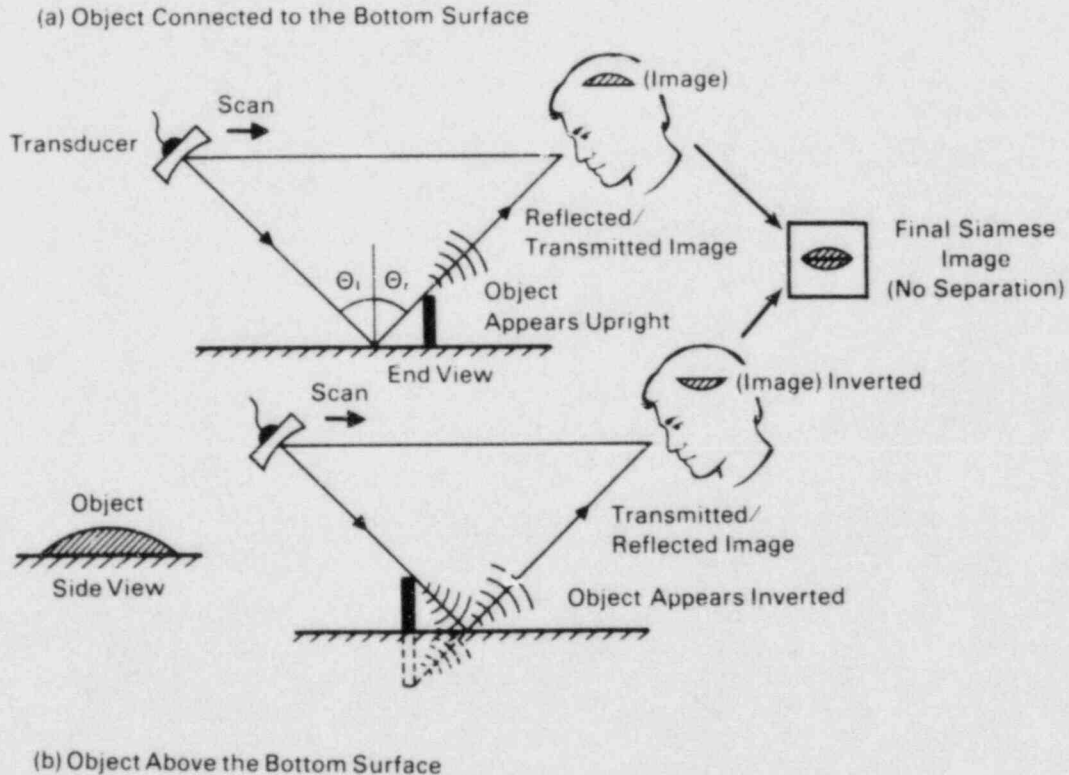 (a) Object Connected to the Bottom Surface
(Image)
Scan
Transducer
Reflected/
Transmitted Image
Final Siamese
Image
(No Separation)
Θi Θr
Object
Appears Upright
End View
(Image) Inverted
Scan
Object
Transmitted/
Reflected Image
Side View
Object Appears Inverted
(b) Object Above the Bottom Surface